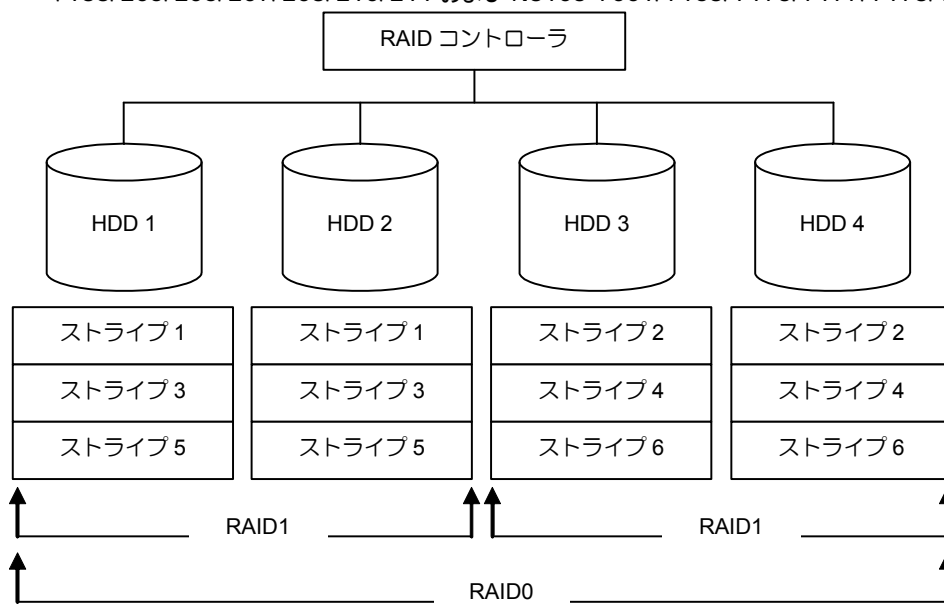 RAID コントローラ
HDD 1 HDD 2 HDD 3 HDD 4
ストライプ 1 ストライプ 1 ストライプ 2 ストライプ 2
ストライプ 3 ストライプ 3 ストライプ 4 ストライプ 4
ストライプ 5 ストライプ 5 ストライプ 6 ストライプ 6
RAID1 RAID1
RAID0